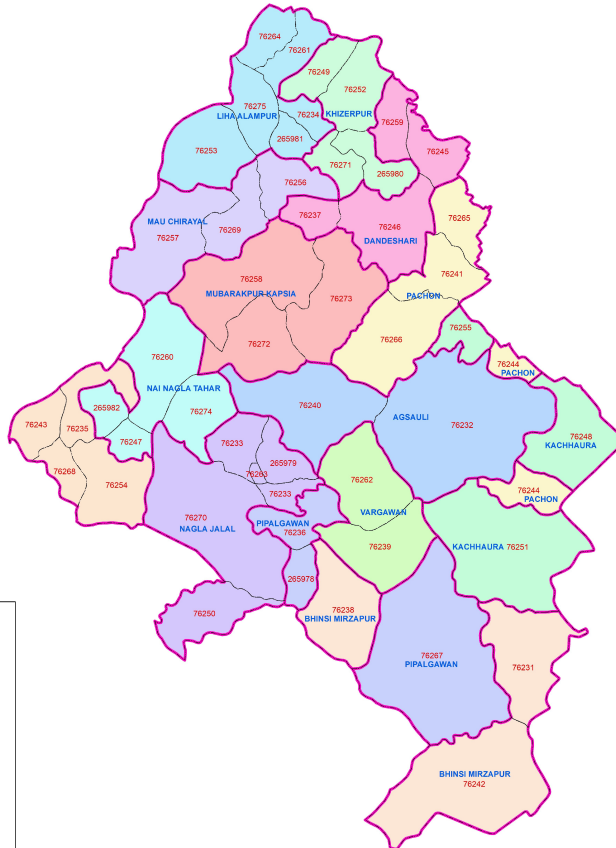 76264
76261
76249
76252
76275
76234
LIHA ALAMPUR
KHIZERPUR
76259
265981
76253
76245
76271
265980
76256
76265
76237
MAU CHIRAYAL
76269
76246
76257
DANDESHARI
76241
76258
MUBARAKPUR KAPSIA
PACHON
76273
76255
76266
76272
76260
76244
PACHON
NAI NAGLA TAHAR
265982
76274
76240
AGSAULI
76232
76243
76235
76247
76233
76248
KACHHAURA
76268
76263
265979
76254
76262
76233
76244
PACHON
76270
NAGLA JALAL
PIPALGAWAN
76236
VARGAWAN
76239
KACHHAURA 76251
265978
76250
76238
BHINSI MIRZAPUR
76267
PIPALGAWAN
76231
BHINSI MIRZAPUR
76242